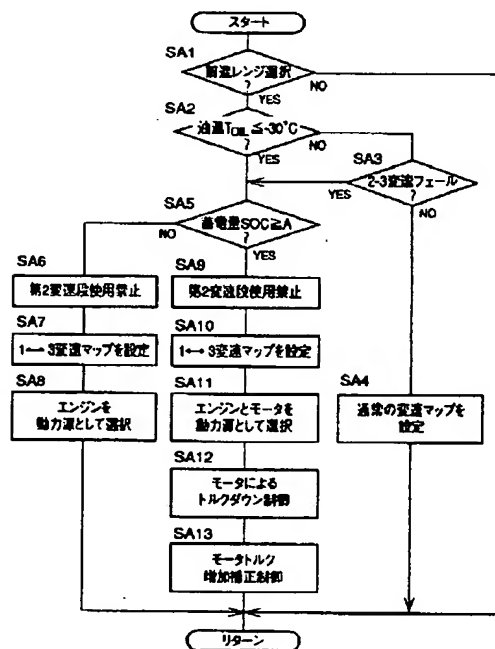 スタート
SA1
前進レンジ選択
?
NO
YES
SA2
油温TOIL≦-30°C
?
NO
YES
SA3
2-3変速フェール
?
YES
NO
SA5
蓄電量SOC≧A
?
NO
YES
SA6
第2変速段使用禁止
SA9
第2変速段使用禁止
SA7
1↔3変速マップを設定
SA10
1↔3変速マップを設定
SA8
エンジンを
動力源として選択
SA11
エンジンとモータを
動力源として選択
SA4
通常の変速マップを
設定
SA12
モータによる
トルクダウン制御
SA13
モータトルク
増加補正制御
リターン